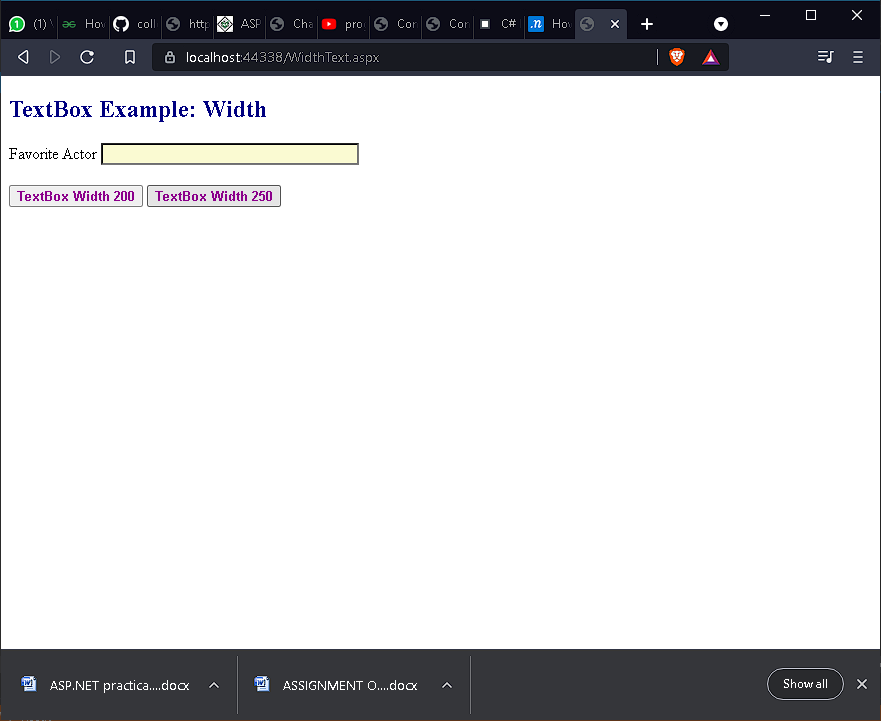 (1)
Hov
coll
http
ASP
Cha
pro
Cor
Cor
C#
Hov
localhost:44338/WidthText.aspx
TextBox Example: Width
Favorite Actor
TextBox Width 200 TextBox Width 250
ASP.NET practica....docx
ASSIGNMENT O....docx
Show all